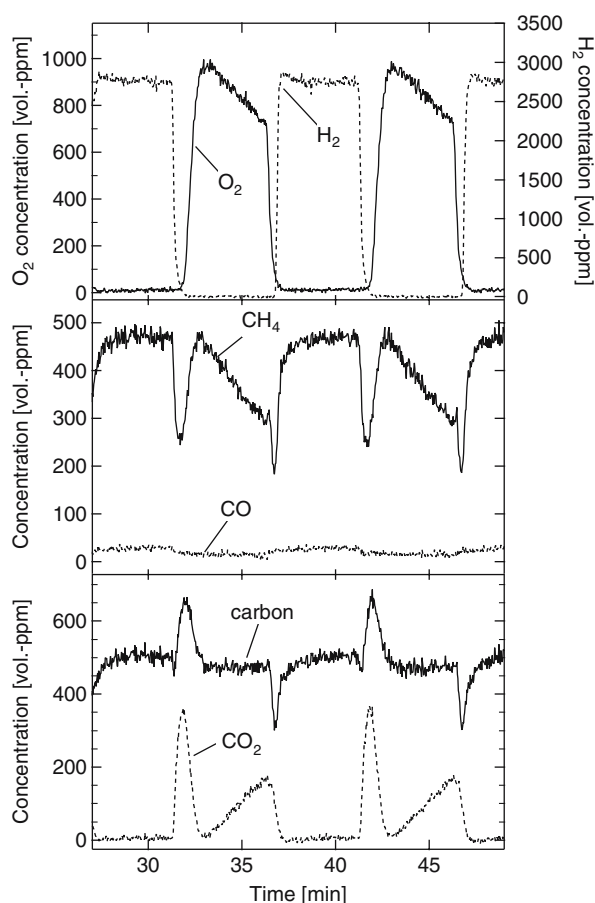 O2 concentration [vol.-ppm]
1000
800
600
400
200
0
O2
H2
3500
3000
2500
2000
1500
1000
500
0
H2 concentration
[vol.-ppm]
Concentration [vol.-ppm]
500
400
300
200
100
0
CH4
CO
Concentration [vol.-ppm]
600
400
200
0
carbon
CO2
30
35
40
45
Time [min]